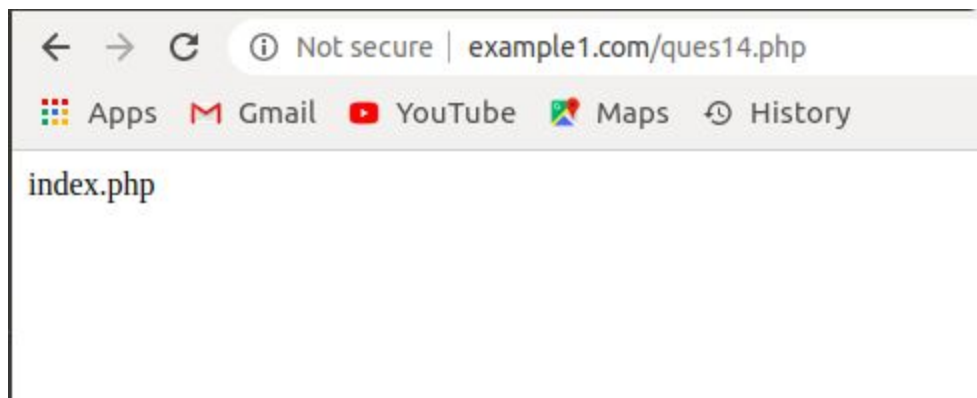 Not secure | example1.com/ques14.php
Apps Gmail YouTube Maps History
index.php